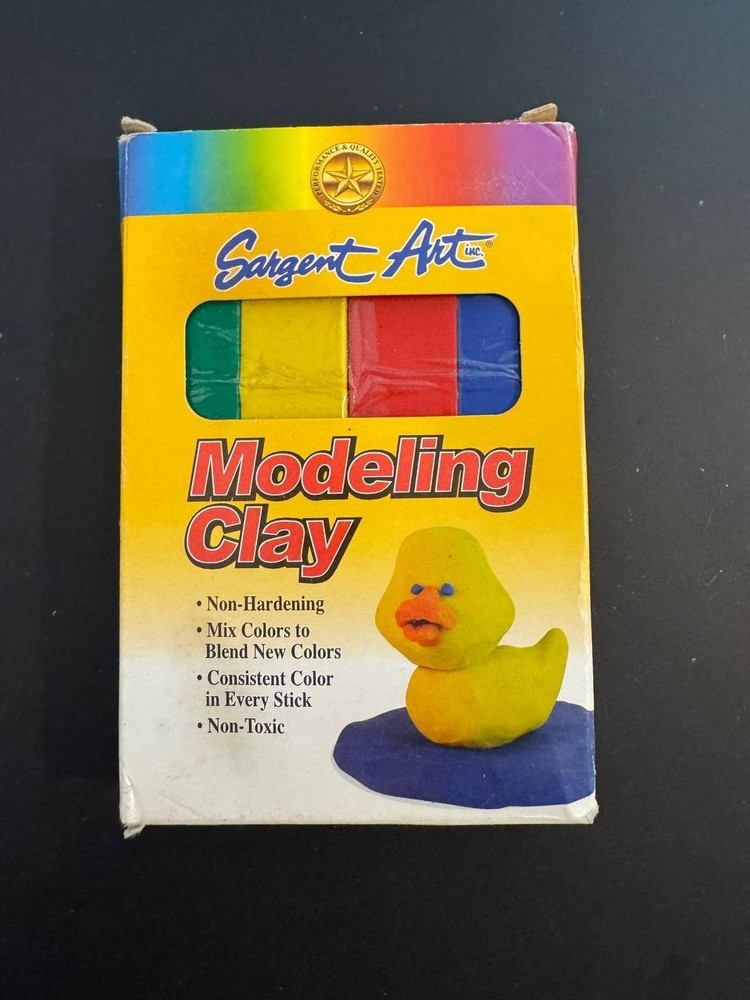 PERFORMANCE & QUALITY TESTED
Sargent Art inc.®
Modeling
Clay
• Non-Hardening
• Mix Colors to
Blend New Colors
• Consistent Color
in Every Stick
• Non-Toxic